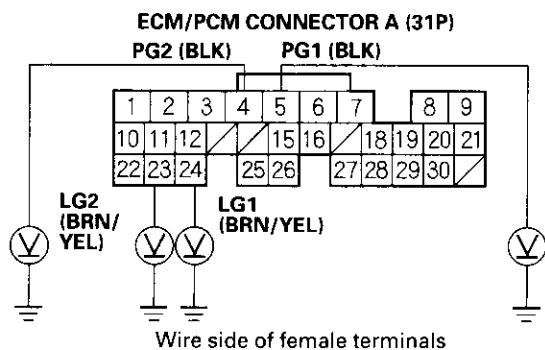 ECM/PCM CONNECTOR A (31P)
PG2 (BLK) PG1 (BLK)
1 2 3 4 5 6 7 8 9
10 11 12 15 16 18 19 20 21
22 23 24 25 26 27 28 29 30
LG2
(BRN/
YEL)
LG1
(BRN/YEL)
V V V V
Wire side of female terminals